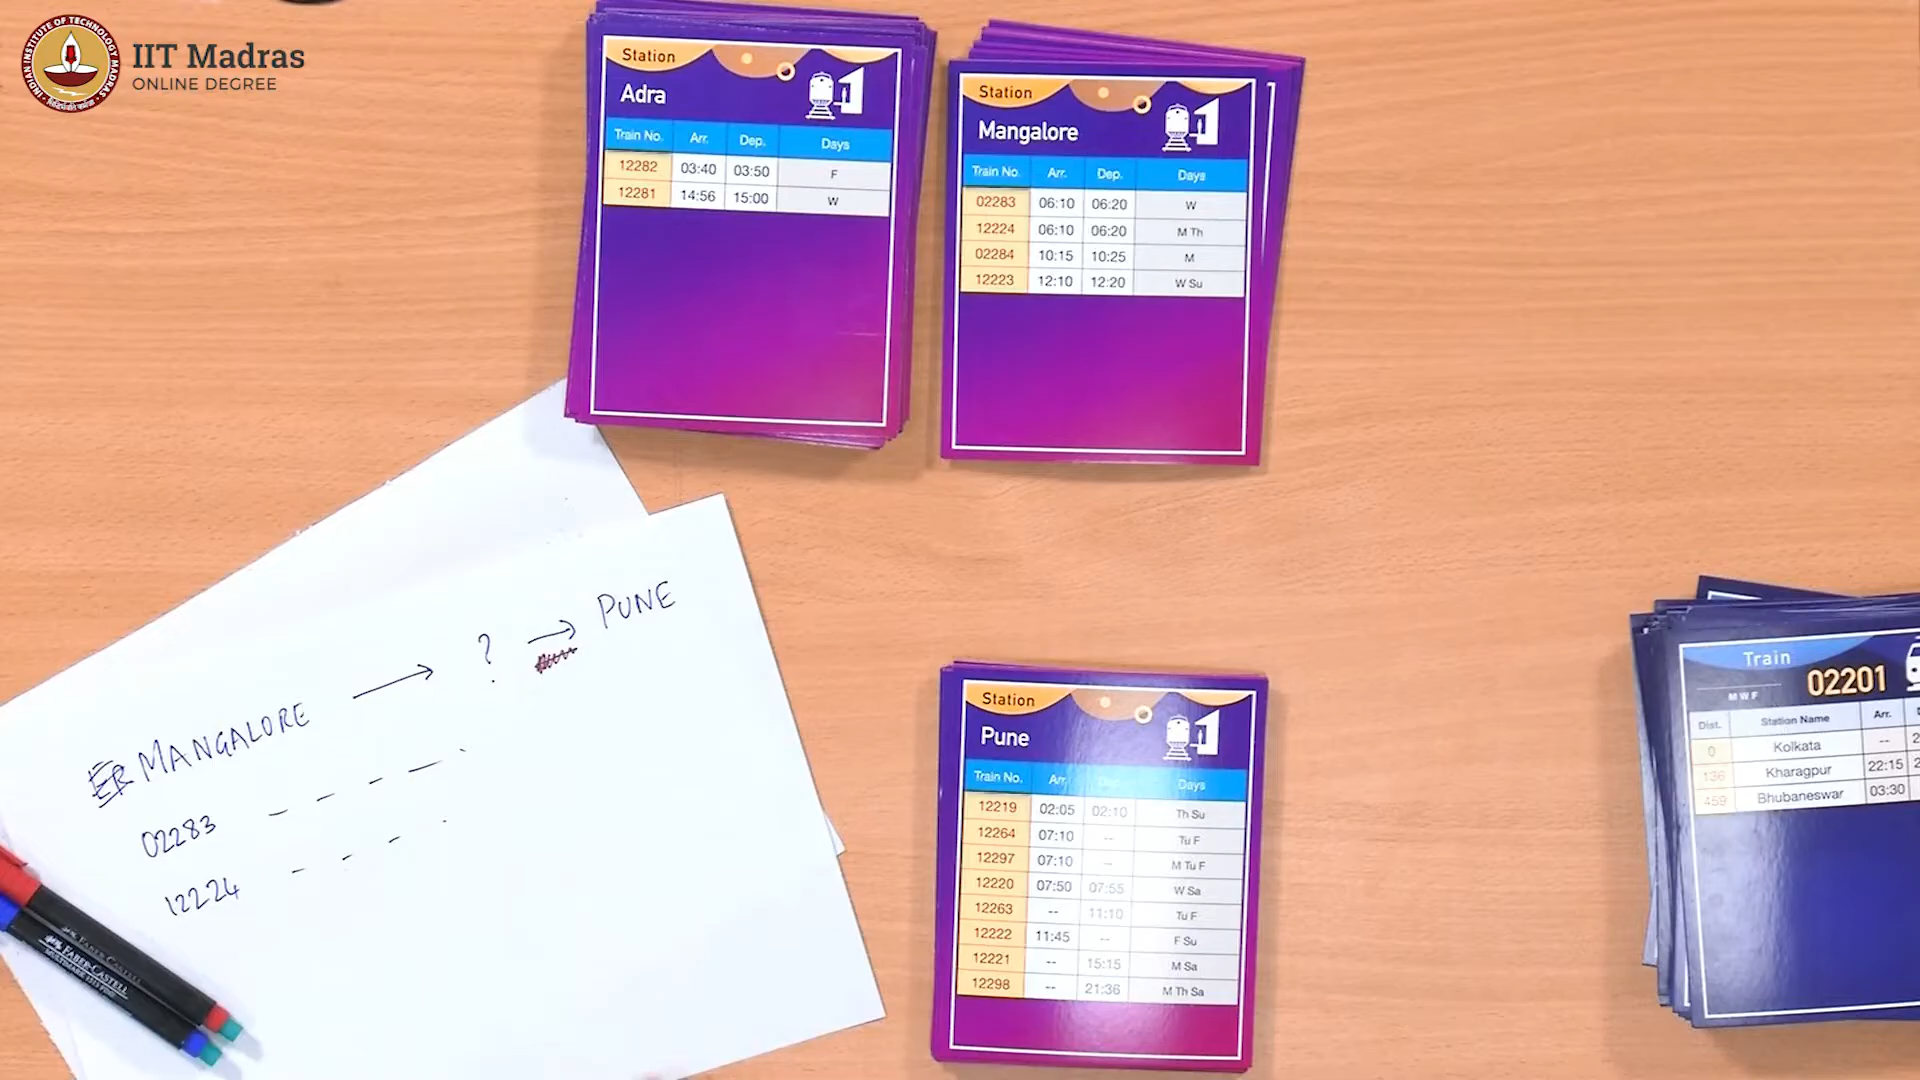 IIT Madras
ONLINE DEGREE
Station
Adra
Train No. Arr. Dep. Days
12282 03:40 03:50 F
12281 14:56 15:00 W
Station
Mangalore
Train No. Arr. Dep. Days
02283 06:10 06:20 W
12224 06:10 06:20 M Th
02284 10:15 10:25 M
12223 12:10 12:20 W Su
MANGALORE → ? → PUNE
02283
12224
Station
Pune
Train No. Arr. Dep. Days
12219 02:05 02:10 Th Su
12264 07:10 -- Tu F
12297 07:10 -- M Tu F
12220 07:50 07:55 W Sa
12263 -- 11:10 Tu F
12222 11:45 -- F Su
12221 -- 15:15 M Sa
12298 -- 21:36 M Th Sa
Train
M W F 02201
Dist. Station Name Arr.
0 Kolkata --
136 Kharagpur 22:15
459 Bhubaneswar 03:30
FABER-CASTELL
FABER-CASTELL